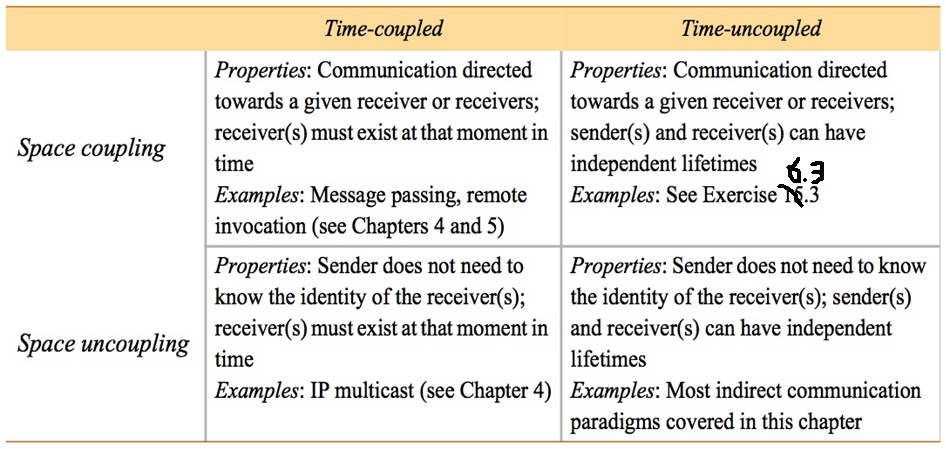 Time-coupled
Time-uncoupled
Space coupling
Properties: Communication directed
towards a given receiver or receivers;
receiver(s) must exist at that moment in
time
Examples: Message passing, remote
invocation (see Chapters 4 and 5)
Properties: Communication directed
towards a given receiver or receivers;
sender(s) and receiver(s) can have
independent lifetimes
6.3
Examples: See Exercise 15.3
Space uncoupling
Properties: Sender does not need to
know the identity of the receiver(s);
receiver(s) must exist at that moment in
time
Examples: IP multicast (see Chapter 4)
Properties: Sender does not need to know
the identity of the receiver(s); sender(s)
and receiver(s) can have independent
lifetimes
Examples: Most indirect communication
paradigms covered in this chapter